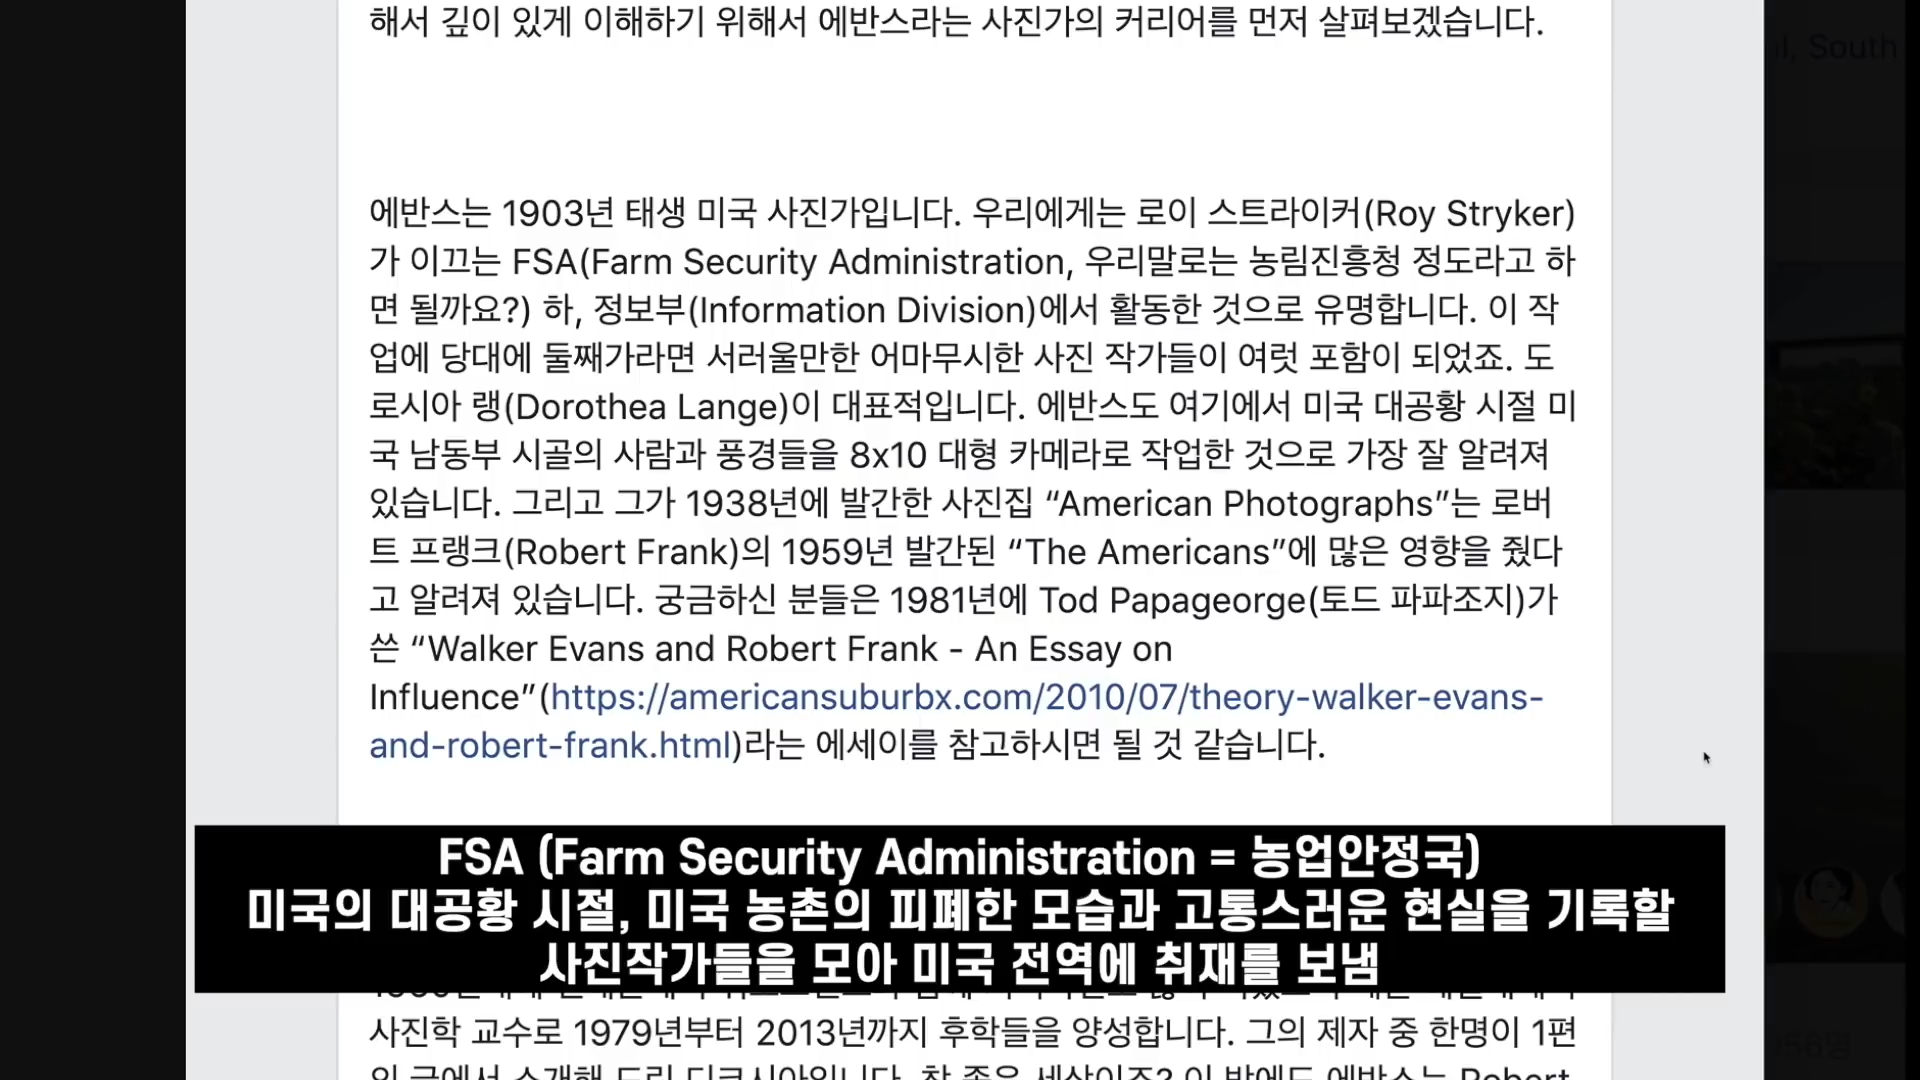 해서 깊이 있게 이해하기 위해서 에반스라는 사진가의 커리어를 먼저 살펴보겠습니다.
에반스는 1903년 태생 미국 사진가입니다. 우리에게는 로이 스트라이커(Roy Stryker)
가 이끄는 FSA(Farm Security Administration, 우리말로는 농림진흥청 정도라고 하
면 될까요?) 하, 정보부(Information Division)에서 활동한 것으로 유명합니다. 이 작
업에 당대에 둘째가라면 서러울만한 어마무시한 사진 작가들이 여럿 포함이 되었죠. 도
로시아 랭(Dorothea Lange)이 대표적입니다. 에반스도 여기에서 미국 대공황 시절 미
국 남동부 시골의 사람과 풍경들을 8x10 대형 카메라로 작업한 것으로 가장 잘 알려져
있습니다. 그리고 그가 1938년에 발간한 사진집 “American Photographs”는 로버
트 프랭크(Robert Frank)의 1959년 발간된 “The Americans”에 많은 영향을 줬다
고 알려져 있습니다. 궁금하신 분들은 1981년에 Tod Papageorge(토드 파파조지)가
쓴 “Walker Evans and Robert Frank - An Essay on
Influence”(https://americansuburbx.com/2010/07/theory-walker-evans-
and-robert-frank.html)라는 에세이를 참고하시면 될 것 같습니다.
FSA (Farm Security Administration = 농업안정국)
미국의 대공황 시절, 미국 농촌의 피폐한 모습과 고통스러운 현실을 기록할
사진작가들을 모아 미국 전역에 취재를 보냄
사진학 교수로 1979년부터 2013년까지 후학들을 양성합니다. 그의 제자 중 한명이 1편
South